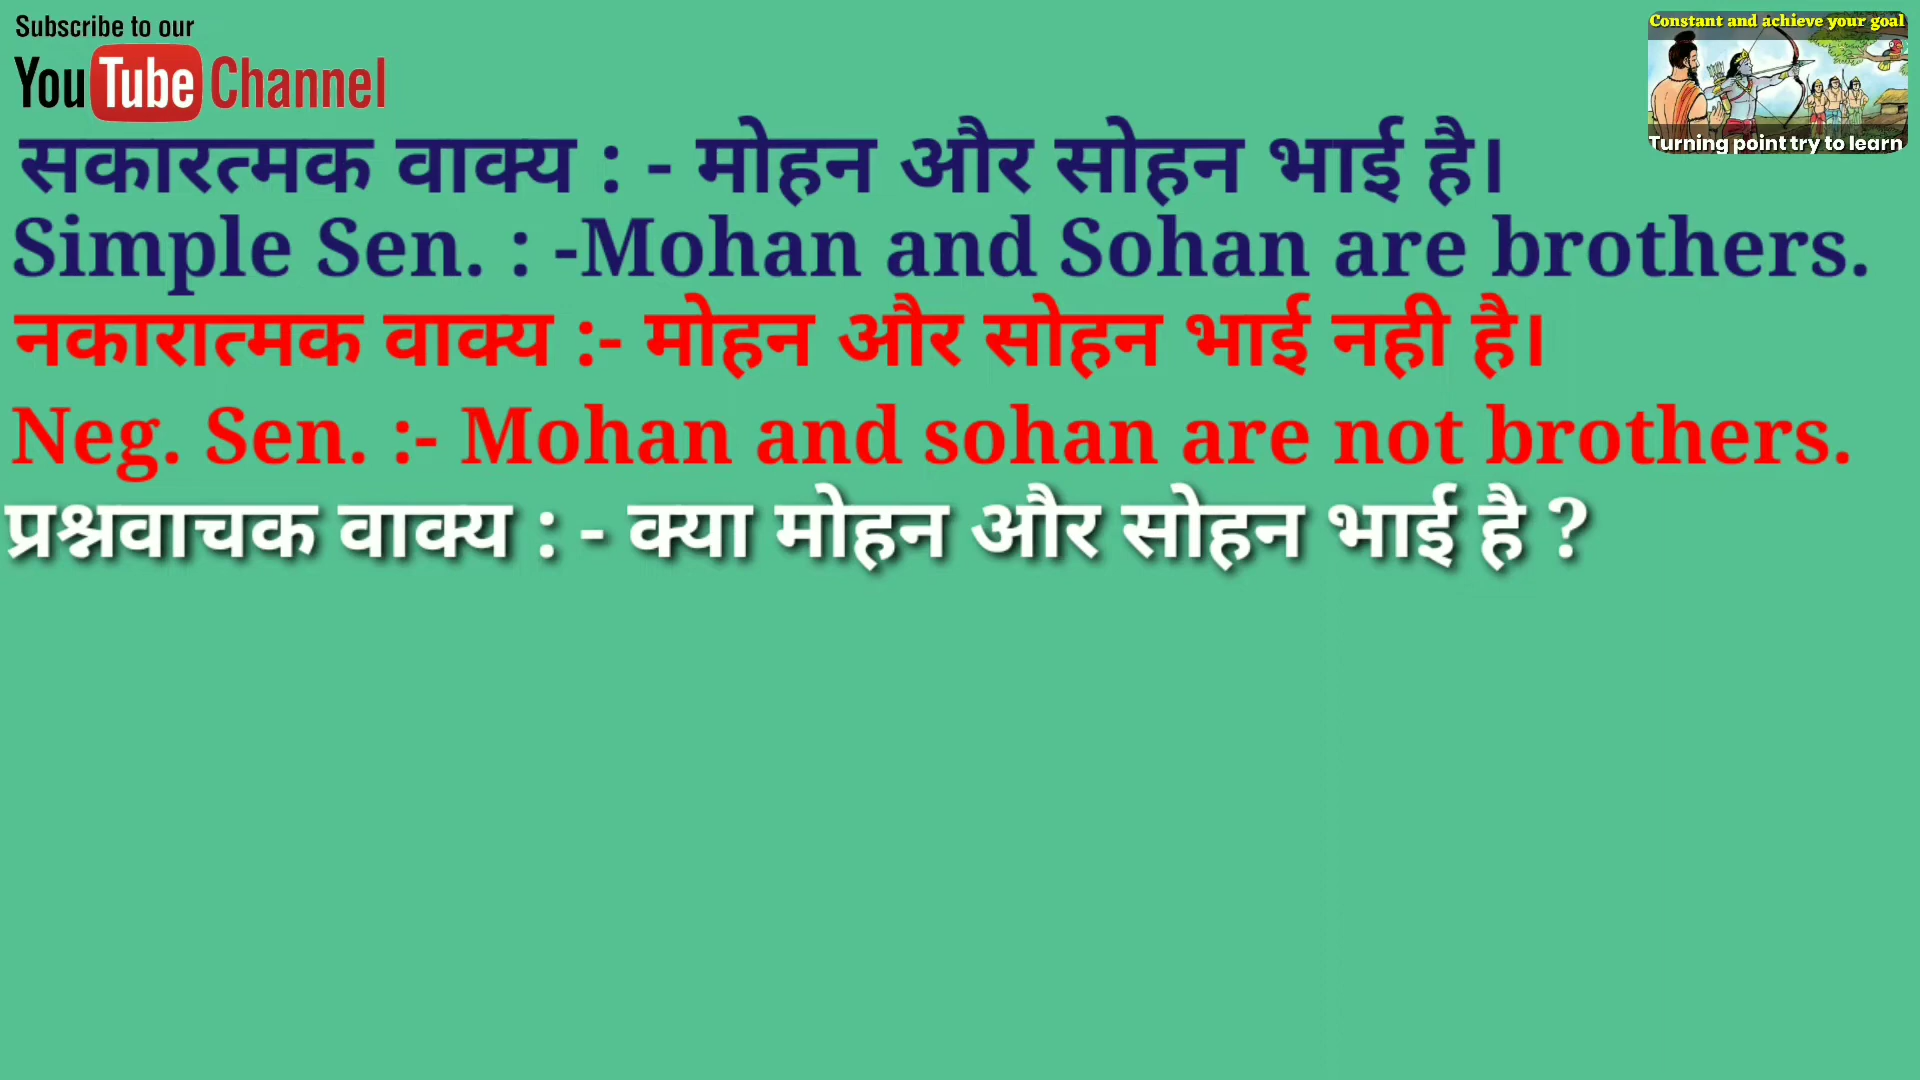 Subscribe to our
YouTube Channel
Constant and achieve your goal
Turning point try to learn
सकारत्मक वाक्य : - मोहन और सोहन भाई है।
Simple Sen. : -Mohan and Sohan are brothers.
नकारात्मक वाक्य :- मोहन और सोहन भाई नही है।
Neg. Sen. :- Mohan and sohan are not brothers.
प्रश्नवाचक वाक्य : - क्या मोहन और सोहन भाई है ?